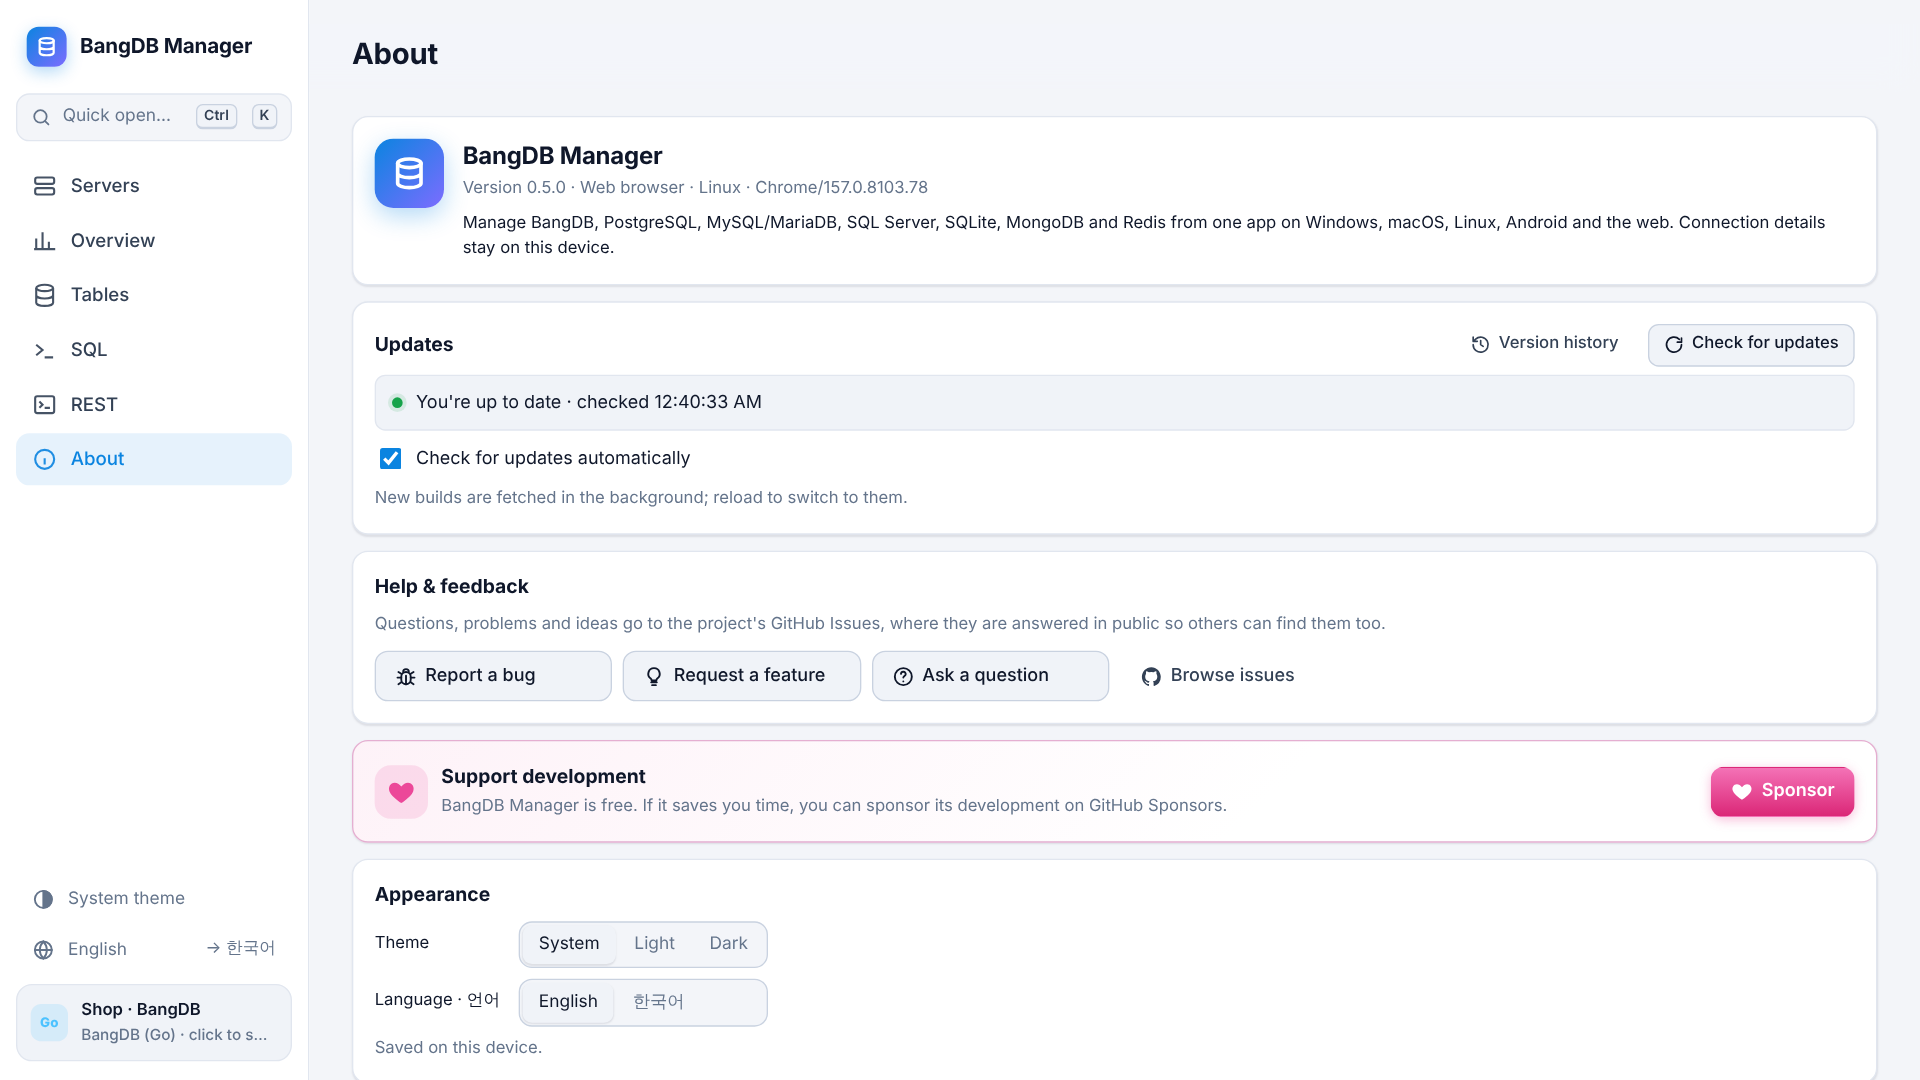 BangDB Manager
Quick open... Ctrl K
Servers
Overview
Tables
SQL
REST
About
System theme
English → 한국어
Go
Shop · BangDB
BangDB (Go) · click to s...
About
BangDB Manager
Version 0.5.0 · Web browser · Linux · Chrome/157.0.8103.78
Manage BangDB, PostgreSQL, MySQL/MariaDB, SQL Server, SQLite, MongoDB and Redis from one app on Windows, macOS, Linux, Android and the web. Connection details
stay on this device.
Updates
Version history
Check for updates
You're up to date · checked 12:40:33 AM
Check for updates automatically
New builds are fetched in the background; reload to switch to them.
Help & feedback
Questions, problems and ideas go to the project's GitHub Issues, where they are answered in public so others can find them too.
Report a bug
Request a feature
Ask a question
Browse issues
Support development
BangDB Manager is free. If it saves you time, you can sponsor its development on GitHub Sponsors.
Sponsor
Appearance
Theme
System Light Dark
Language · 언어
English 한국어
Saved on this device.